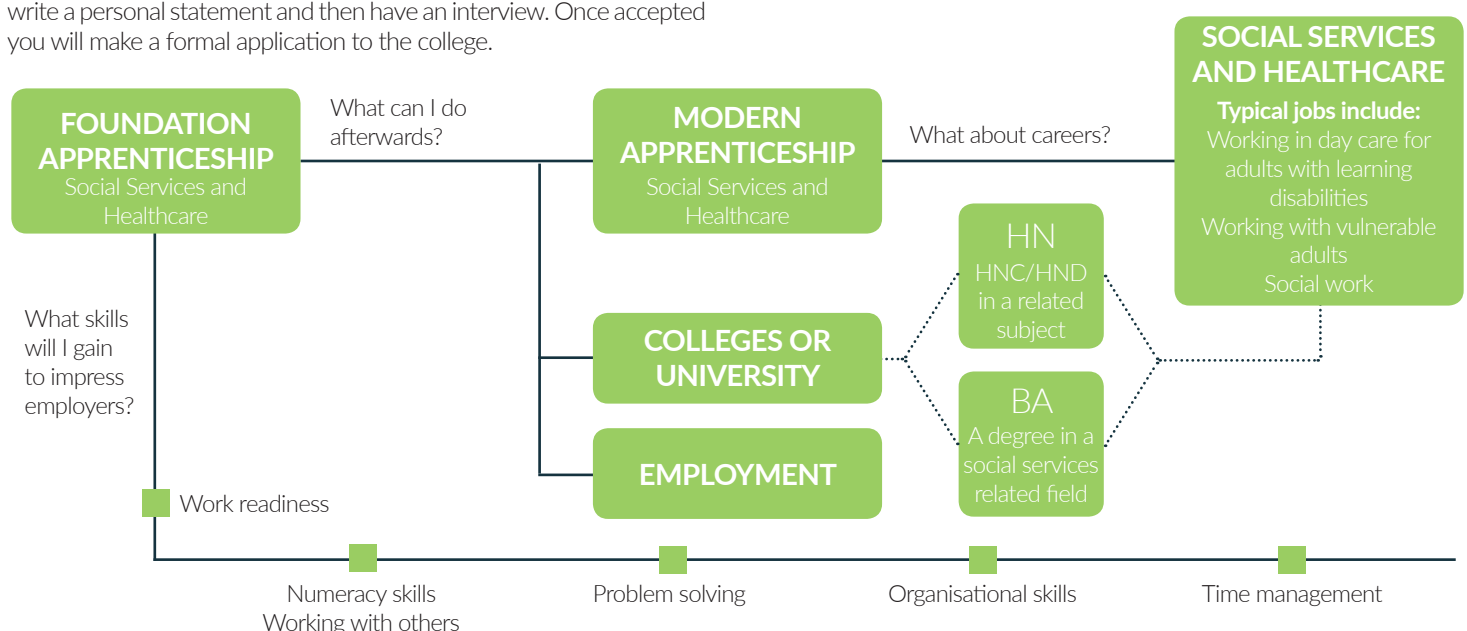 write a personal statement and then have an interview. Once accepted
you will make a formal application to the college.
FOUNDATION
APPRENTICESHIP
Social Services and
Healthcare
What can I do
afterwards?
MODERN
APPRENTICESHIP
Social Services and
Healthcare
What about careers?
SOCIAL SERVICES
AND HEALTHCARE
Typical jobs include:
Working in day care for
adults with learning
disabilities
Working with vulnerable
adults
Social work
HN
HNC/HND
in a related
subject
COLLEGES OR
UNIVERSITY
BA
A degree in a
social services
related field
EMPLOYMENT
What skills
will I gain
to impress
employers?
Work readiness
Numeracy skills
Working with others
Problem solving
Organisational skills
Time management